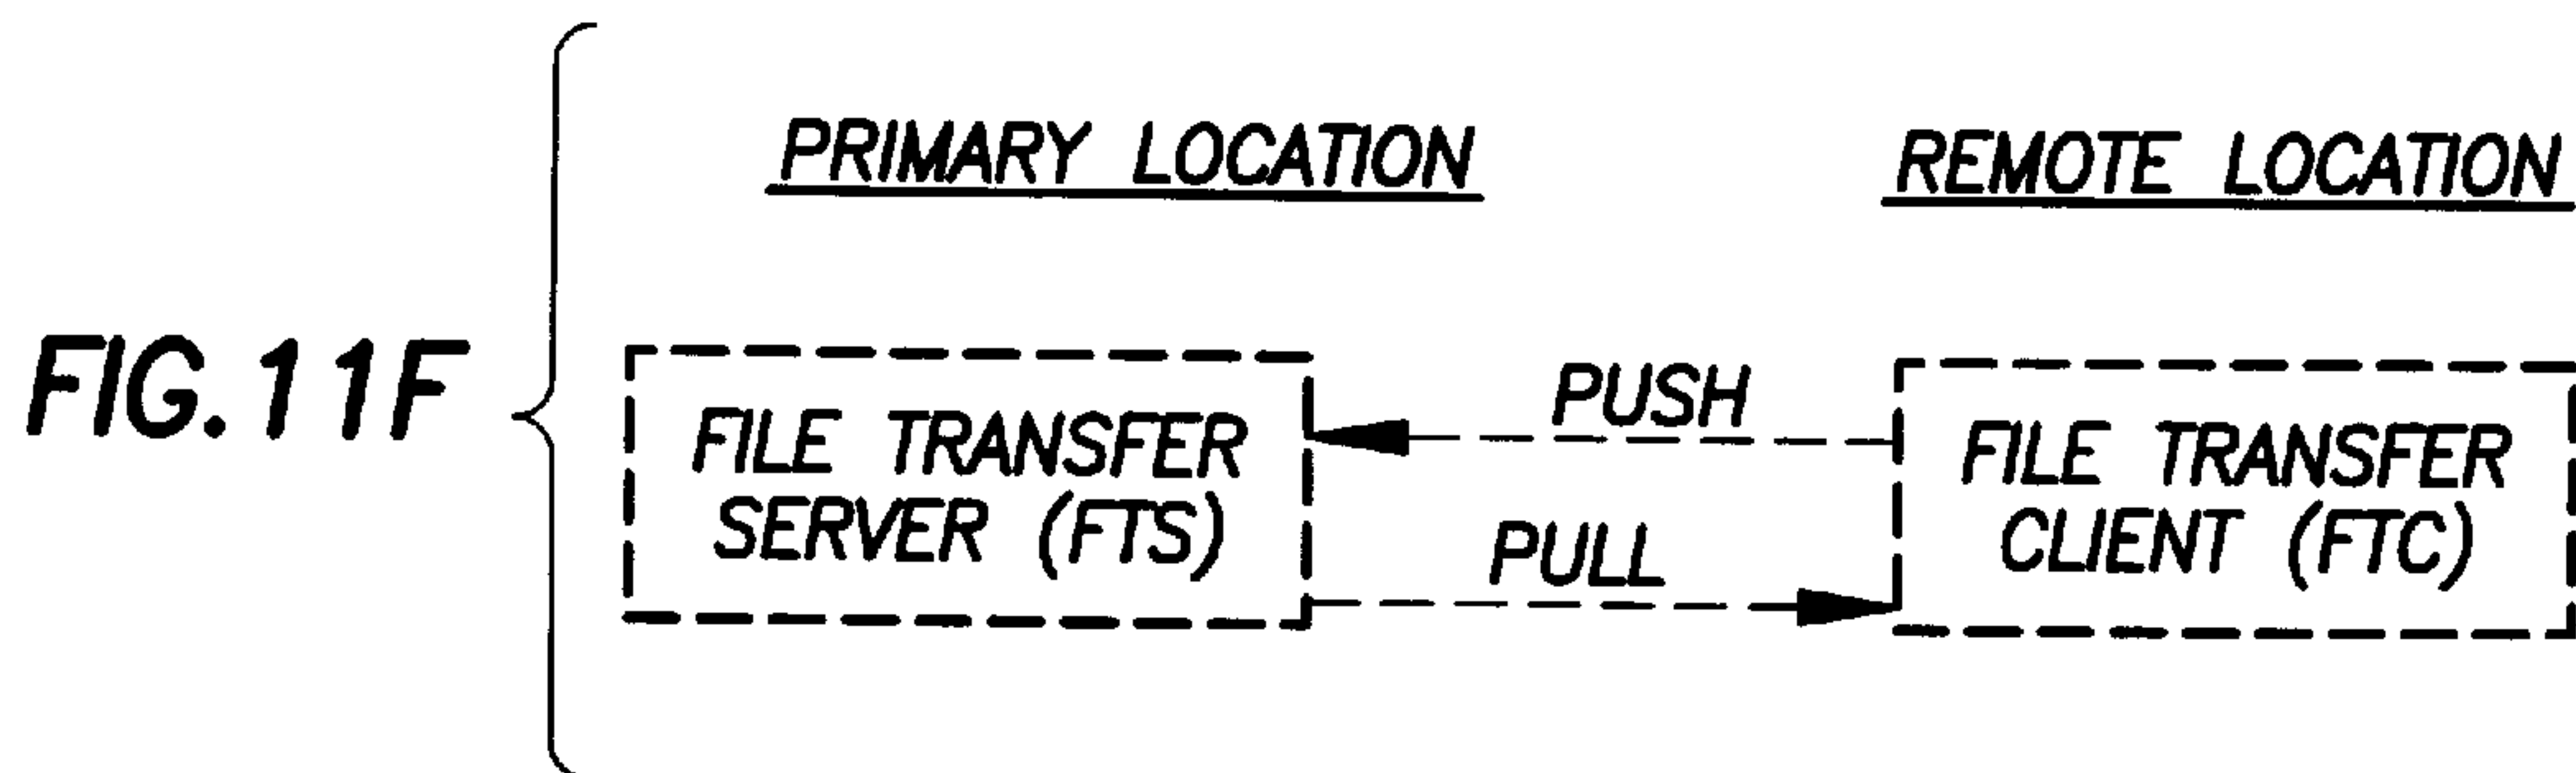 FIG.11F
PRIMARY LOCATION
REMOTE LOCATION
FILE TRANSFER
SERVER (FTS)
PUSH
PULL
FILE TRANSFER
CLIENT (FTC)